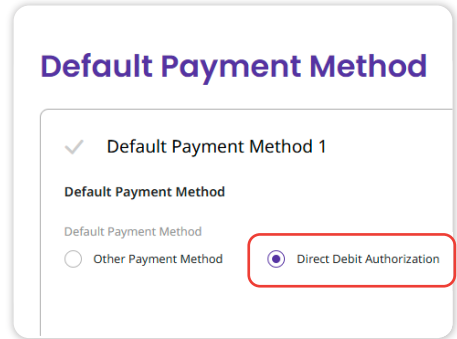 Default Payment Method
Default Payment Method 1
Default Payment Method
Default Payment Method
Other Payment Method Direct Debit Authorization